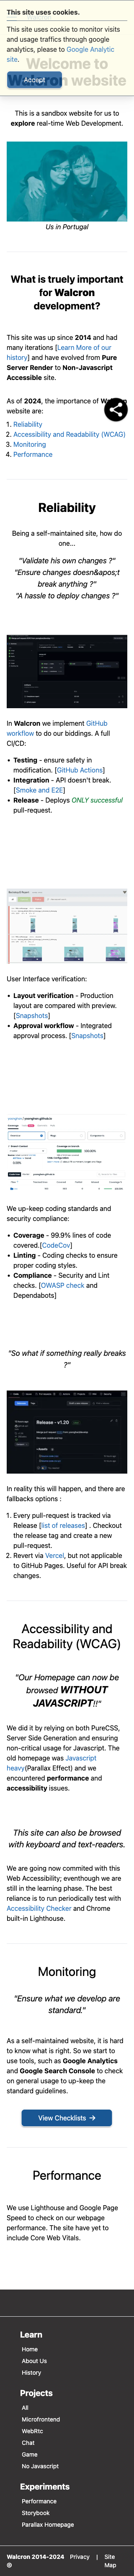 This site uses cookies.
This site uses cookie to monitor visits
and usage traffics through google
analytics, please to Google Analytic
site.
Accept
Welcome to
Walcron website
This is a sandbox website for us to
explore real-time Web Development.
Us in Portugal
What is truely important
for Walcron
development?
This site was up since 2014 and had
many iterations [Learn More of our
history] and have evolved from Pure
Server Render to Non-Javascript
Accessible site.
As of 2024, the importance of Walcron
website are:
1. Reliability
2. Accessibility and Readability (WCAG)
3. Monitoring
4. Performance
Reliability
Being a self-maintained site, how do
one...
"Validate his own changes ?"
"Ensure changes doesn&apos;t
break anything ?"
"A hassle to deploy changes ?"
In Walcron we implement GitHub
workflow to do our biddings. A full
CI/CD:
• Testing - ensure safety in
modification. [GitHub Actions]
• Integration - API doesn't break.
[Smoke and E2E]
• Release - Deploys ONLY successful
pull-request.
User Interface verification:
• Layout verification - Production
layout are compared with preview.
[Snapshots]
• Approval workflow - Integrated
approval process. [Snapshots]
We up-keep coding standards and
security compliance:
• Coverage - 99.9% lines of code
covered.[CodeCov]
• Linting - Coding checks to ensure
proper coding styles.
• Compliance - Security and Lint
checks. [OWASP check and
Dependabots]
"So what if something really breaks
?"
Release - v1.20
In reality this will happen, and there are
fallbacks options :
1. Every pull-request is tracked via
Release [list of releases] . Checkout
the release tag and create a new
pull-request.
2. Revert via Vercel, but not applicable
to GitHub Pages. Useful for API break
changes.
Accessibility and
Readability (WCAG)
"Our Homepage can now be
browsed WITHOUT
JAVASCRIPT!!"
We did it by relying on both PureCSS,
Server Side Generation and ensuring
non-critical usage for Javascript. The
old homepage was Javascript
heavy(Parallax Effect) and we
encountered performance and
accessibility issues.
This site can also be browsed
with keyboard and text-readers.
We are going now commited with the
Web Accessibility; eventhough we are
still in the learning phase. The best
reliance is to run periodically with
Accessibility Checker and Chrome
built-in Lighthouse.
Monitoring
"Ensure what we develop are
standard."
As a self-maintained website, it is hard
to know what is right. So we start to
use tools, such as Google Analytics
and Google Search Console to check
on general usage to up-keep the
standard guidelines.
View Checklists →
Performance
We use Lighthouse and Google Page
Speed to check on our webpage
performance. The site have yet to
include Core Web Vitals.
Learn
Home
About Us
History
Projects
All
Microfrontend
WebRtc
Chat
Game
No Javascript
Experiments
Performance
Storybook
Parallax Homepage
Walcron 2014-2024 Privacy | Site
® Map